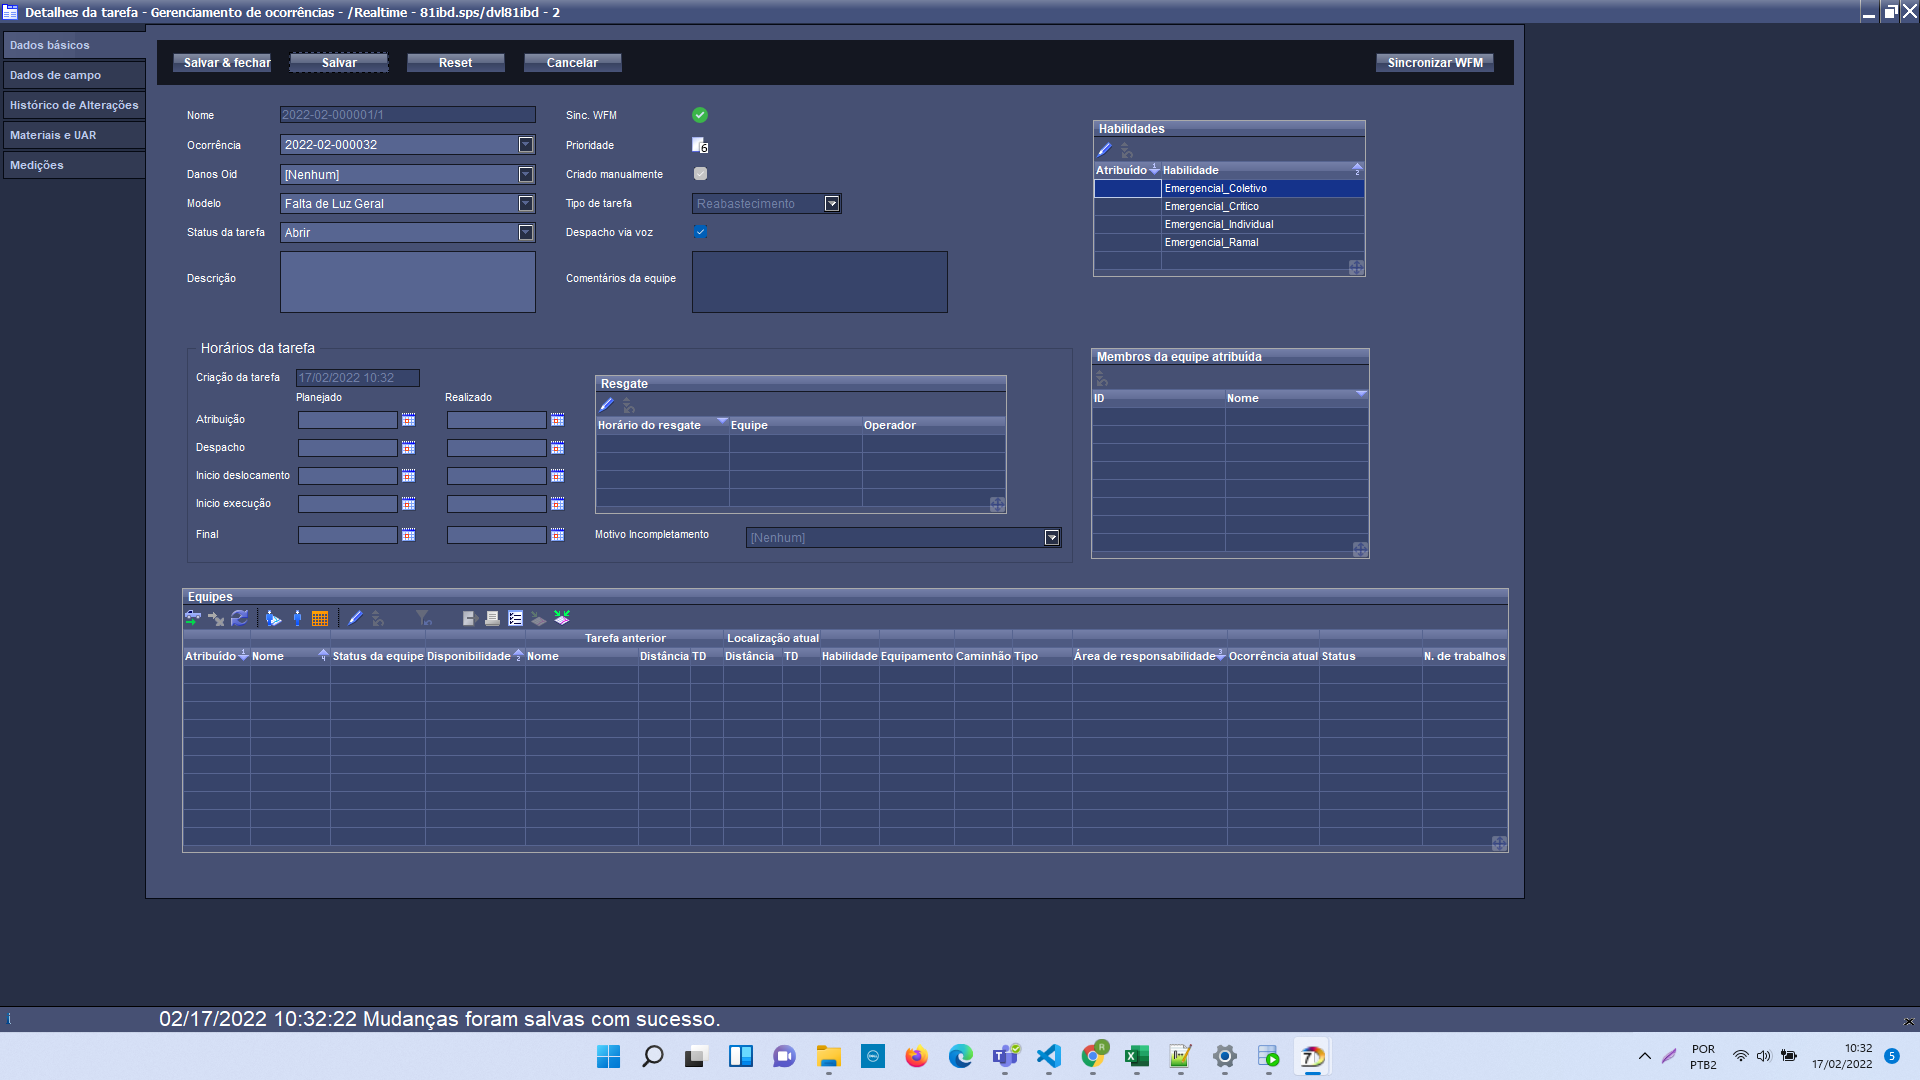 Detalhes da tarefa - Gerenciamento de ocorrências - /Realtime - 81ibd.sps/dvl81ibd - 2
Dados básicos
Dados de campo
Histórico de Alterações
Materiais e UAR
Medições
Salvar & fechar
Salvar
Reset
Cancelar
Sincronizar WFM
Nome
2022-02-000001/1
Ocorrência
2022-02-000032
Danos Oid
[Nenhum]
Modelo
Falta de Luz Geral
Status da tarefa
Abrir
Descrição
Sinc. WFM
Prioridade
6
Criado manualmente
Tipo de tarefa
Reabastecimento
Despacho via voz
Comentários da equipe
Habilidades
Atribuído 1 Habilidade 2
Emergencial_Coletivo
Emergencial_Critico
Emergencial_Individual
Emergencial_Ramal
Horários da tarefa
Criação da tarefa
17/02/2022 10:32
Planejado
Realizado
Atribuição
Despacho
Inicio deslocamento
Inicio execução
Final
Resgate
Horário do resgate Equipe Operador
Motivo Incompletamento
[Nenhum]
Membros da equipe atribuída
ID Nome
Equipes
Tarefa anterior Localização atual
Atribuído 1 Nome 4 Status da equipe Disponibilidade 2 Nome Distância TD Distância TD Habilidade Equipamento Caminhão Tipo Área de responsabilidade 3 Ocorrência atual Status N. de trabalhos
02/17/2022 10:32:22 Mudanças foram salvas com sucesso.
POR
PTB2
10:32
17/02/2022
5